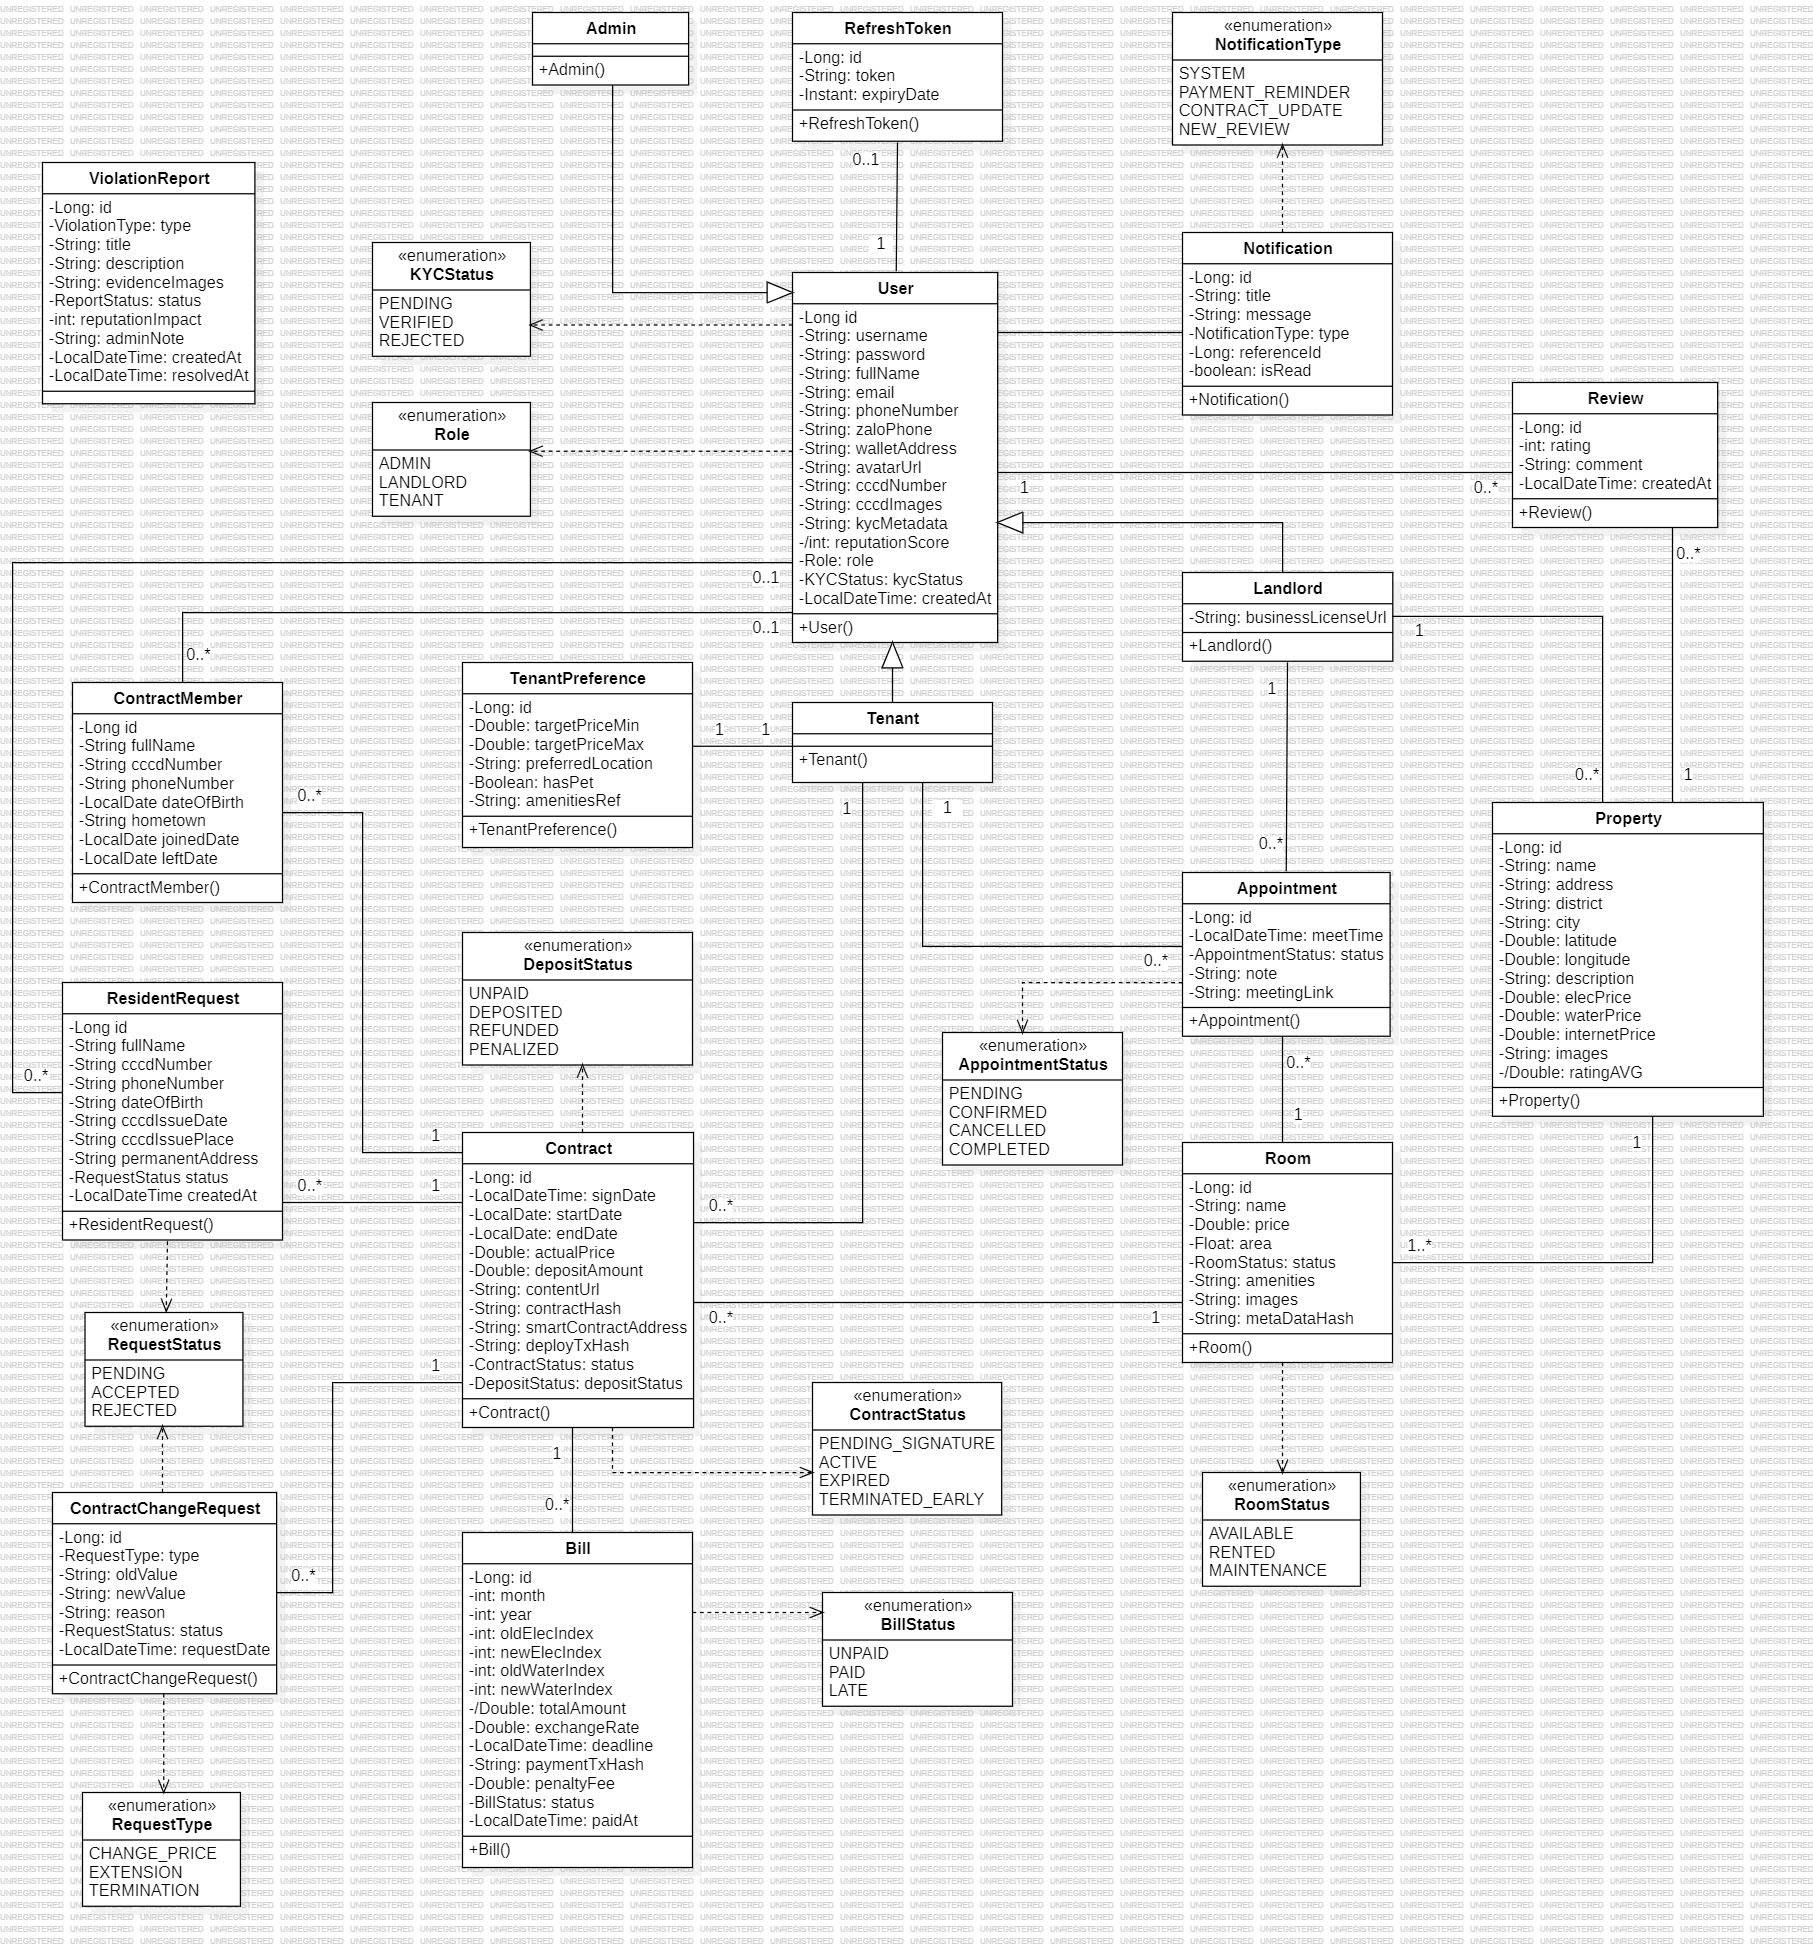 Admin
+Admin()
RefreshToken
-Long: id
-String: token
-Instant: expiryDate
+RefreshToken()
«enumeration»
NotificationType
SYSTEM
PAYMENT_REMINDER
CONTRACT_UPDATE
NEW_REVIEW
0..1
1
ViolationReport
-Long: id
-ViolationType: type
-String: title
-String: description
-String: evidenceImages
-ReportStatus: status
-int: reputationImpact
-String: adminNote
-LocalDateTime: createdAt
-LocalDateTime: resolvedAt
«enumeration»
KYCStatus
PENDING
VERIFIED
REJECTED
«enumeration»
Role
ADMIN
LANDLORD
TENANT
User
-Long id
-String: username
-String: password
-String: fullName
-String: email
-String: phoneNumber
-String: zaloPhone
-String: walletAddress
-String: avatarUrl
-String: cccdNumber
-String: cccdImages
-String: kycMetadata
-/int: reputationScore
-Role: role
-KYCStatus: kycStatus
-LocalDateTime: createdAt
+User()
0..1
0..1
Notification
-Long: id
-String: title
-String: message
-NotificationType: type
-Long: referenceId
-boolean: isRead
+Notification()
1
0..*
Review
-Long: id
-int: rating
-String: comment
-LocalDateTime: createdAt
+Review()
0..*
1
Landlord
-String: businessLicenseUrl
+Landlord()
1
0..*
1
0..*
0..*
ContractMember
-Long id
-String fullName
-String cccdNumber
-String phoneNumber
-LocalDate dateOfBirth
-String hometown
-LocalDate joinedDate
-LocalDate leftDate
+ContractMember()
0..*
TenantPreference
-Long: id
-Double: targetPriceMin
-Double: targetPriceMax
-String: preferredLocation
-Boolean: hasPet
-String: amenitiesRef
+TenantPreference()
1
1
Tenant
+Tenant()
1
1
Appointment
-Long: id
-LocalDateTime: meetTime
-AppointmentStatus: status
-String: note
-String: meetingLink
+Appointment()
0..*
0..*
1
Property
-Long: id
-String: name
-String: address
-String: district
-String: city
-Double: latitude
-Double: longitude
-String: description
-Double: elecPrice
-Double: waterPrice
-Double: internetPrice
-String: images
-/Double: ratingAVG
+Property()
1
1..*
«enumeration»
DepositStatus
UNPAID
DEPOSITED
REFUNDED
PENALIZED
«enumeration»
AppointmentStatus
PENDING
CONFIRMED
CANCELLED
COMPLETED
ResidentRequest
-Long id
-String fullName
-String cccdNumber
-String phoneNumber
-String dateOfBirth
-String cccdIssueDate
-String cccdIssuePlace
-String permanentAddress
-RequestStatus status
-LocalDateTime createdAt
+ResidentRequest()
0..*
0..*
1
1
1
Contract
-Long: id
-LocalDateTime: signDate
-LocalDate: startDate
-LocalDate: endDate
-Double: actualPrice
-Double: depositAmount
-String: contentUrl
-String: contractHash
-String: smartContractAddress
-String: deployTxHash
-ContractStatus: status
-DepositStatus: depositStatus
+Contract()
0..*
0..*
1
Room
-Long: id
-String: name
-Double: price
-Float: area
-RoomStatus: status
-String: amenities
-String: images
-String: metaDataHash
+Room()
«enumeration»
RequestStatus
PENDING
ACCEPTED
REJECTED
«enumeration»
ContractStatus
PENDING_SIGNATURE
ACTIVE
EXPIRED
TERMINATED_EARLY
1
0..*
«enumeration»
RoomStatus
AVAILABLE
RENTED
MAINTENANCE
ContractChangeRequest
-Long: id
-RequestType: type
-String: oldValue
-String: newValue
-String: reason
-RequestStatus: status
-LocalDateTime: requestDate
+ContractChangeRequest()
0..*
Bill
-Long: id
-int: month
-int: year
-int: oldElecIndex
-int: newElecIndex
-int: oldWaterIndex
-int: newWaterIndex
-/Double: totalAmount
-Double: exchangeRate
-LocalDateTime: deadline
-String: paymentTxHash
-Double: penaltyFee
-BillStatus: status
-LocalDateTime: paidAt
+Bill()
«enumeration»
BillStatus
UNPAID
PAID
LATE
«enumeration»
RequestType
CHANGE_PRICE
EXTENSION
TERMINATION
UNREGISTERED